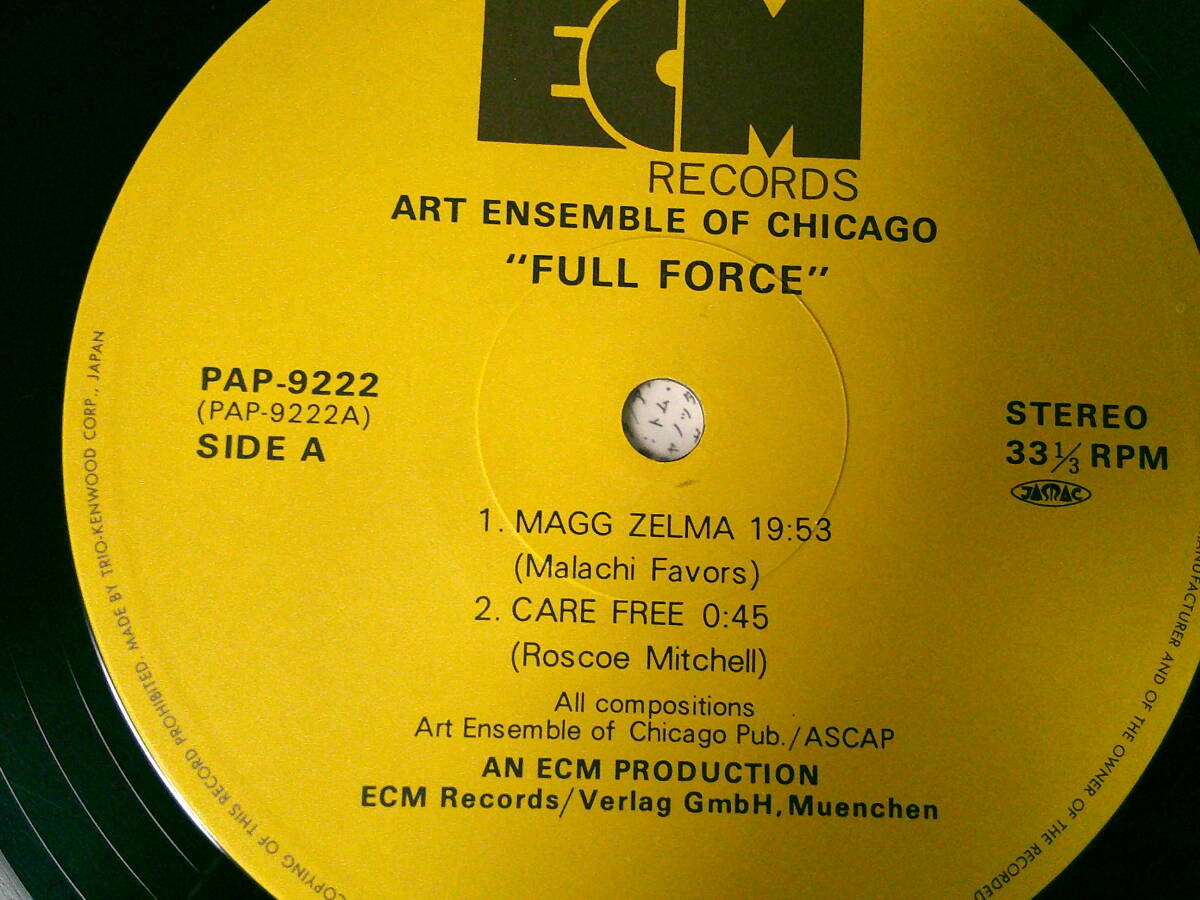 ECM
RECORDS
ART ENSEMBLE OF CHICAGO
"FULL FORCE"
PAP-9222
(PAP-9222A)
SIDE A
STEREO
33 1/3 RPM
JASRAC
1. MAGG ZELMA 19:53
(Malachi Favors)
2. CARE FREE 0:45
(Roscoe Mitchell)
All compositions
Art Ensemble of Chicago Pub./ASCAP
AN ECM PRODUCTION
ECM Records/Verlag GmbH, Muenchen
MANUFACTURER AND OF THE OWNER OF THE RECORDED
COPYING OF THIS RECORD PROHIBITED. MADE BY TRIO-KENWOOD CORP., JAPAN